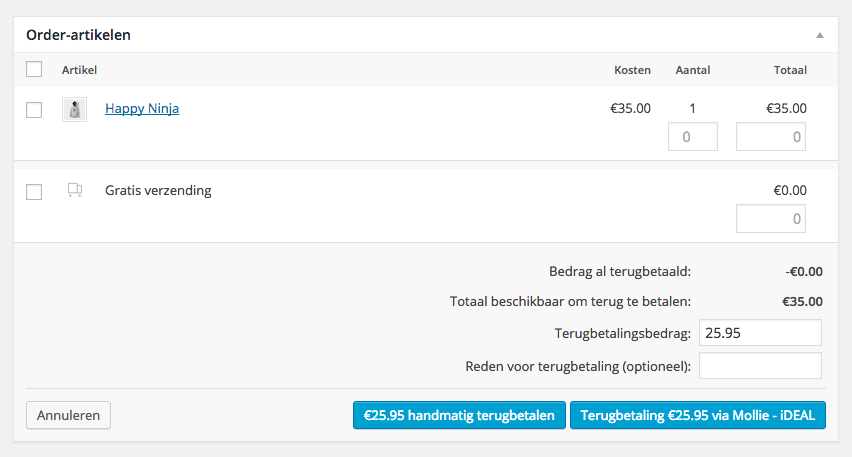 Order-artikelen
Artikel Kosten Aantal Totaal
Happy Ninja €35.00 1 €35.00
0 0
Gratis verzending €0.00
0
Bedrag al terugbetaald: -€0.00
Totaal beschikbaar om terug te betalen: €35.00
Terugbetalingsbedrag: 25.95
Reden voor terugbetaling (optioneel):
Annuleren €25.95 handmatig terugbetalen Terugbetaling €25.95 via Mollie - iDEAL